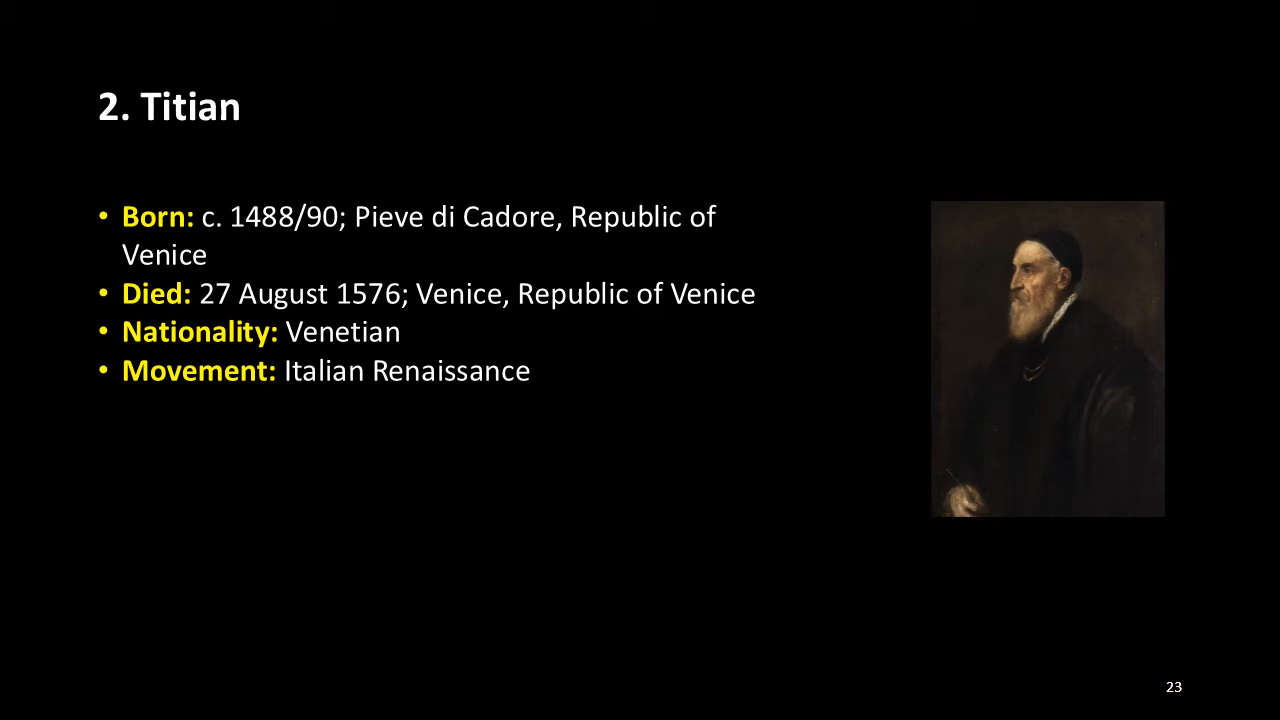 2. Titian
• Born: c. 1488/90; Pieve di Cadore, Republic of
Venice
• Died: 27 August 1576; Venice, Republic of Venice
• Nationality: Venetian
• Movement: Italian Renaissance
23